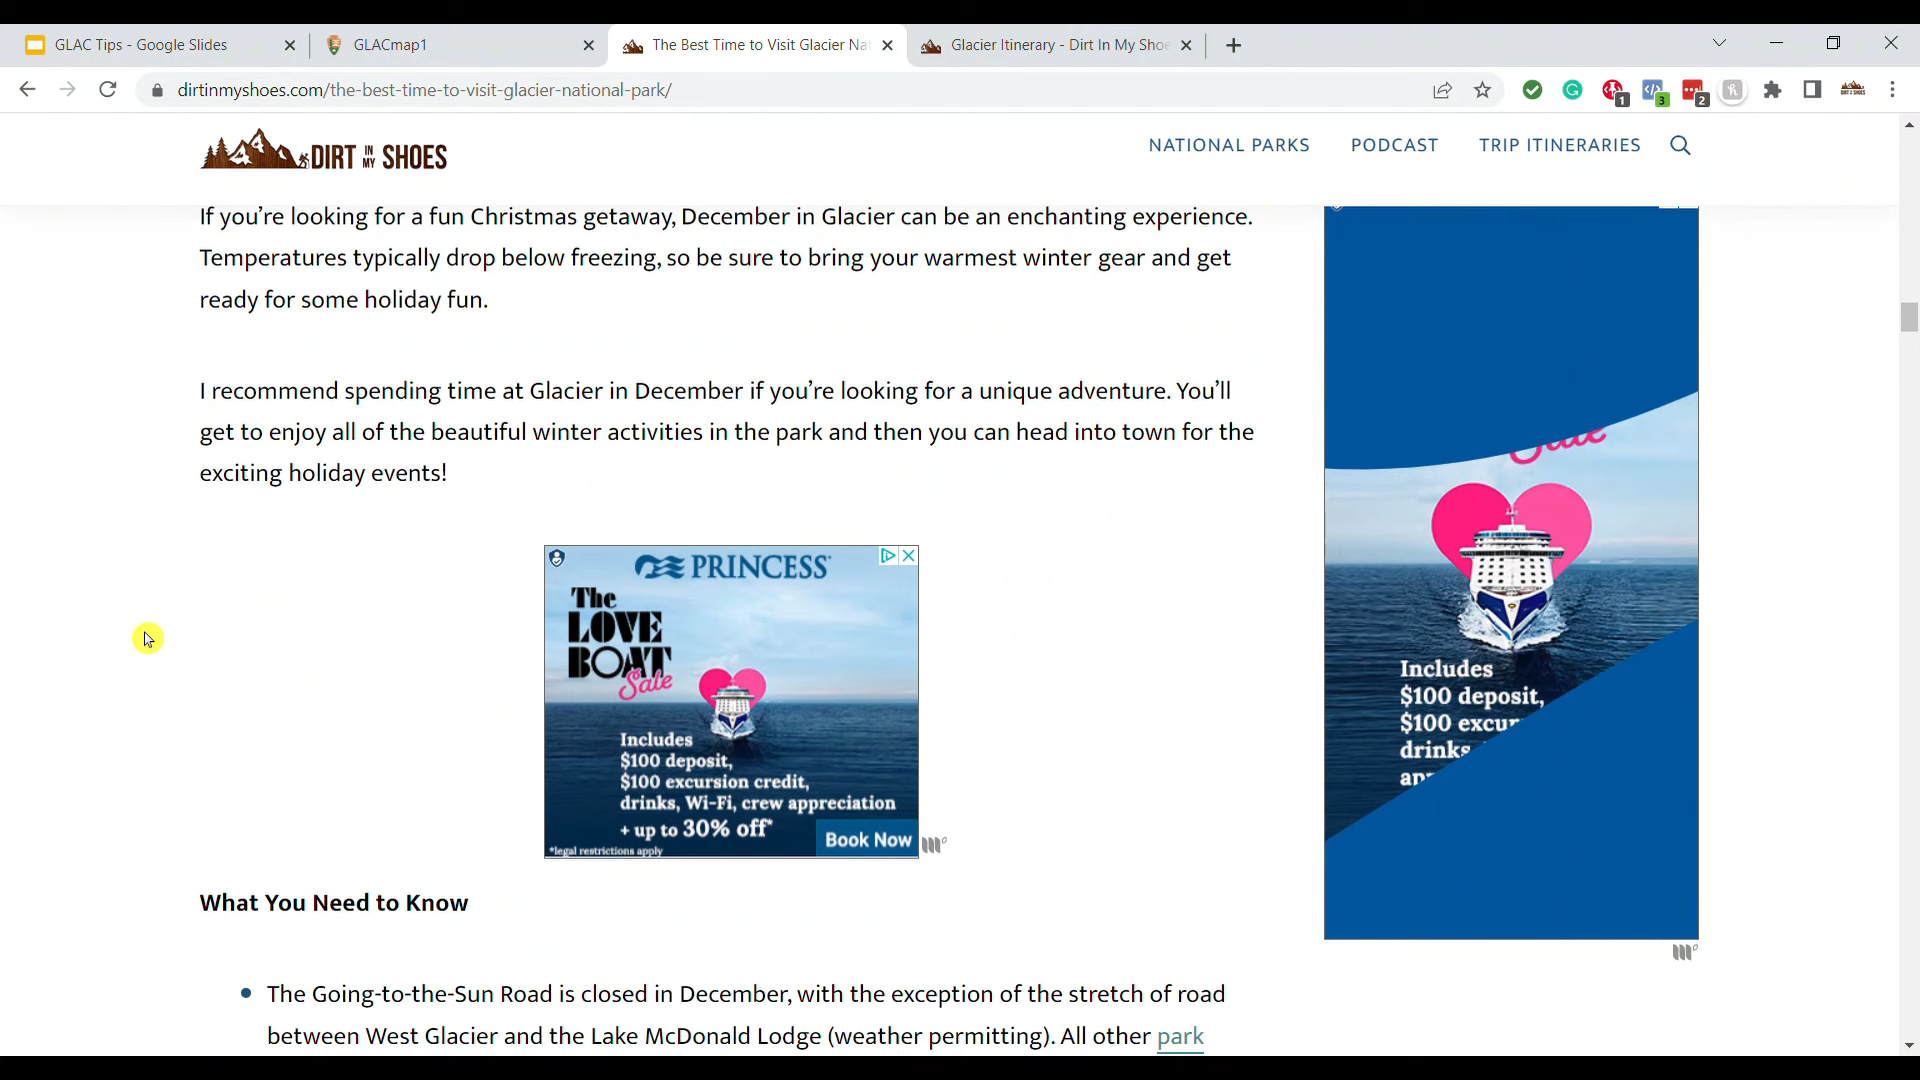 GLAC Tips - Google Slides
GLACmap1
The Best Time to Visit Glacier Na
Glacier Itinerary - Dirt In My Shoe
dirtinmyshoes.com/the-best-time-to-visit-glacier-national-park/
1
3
2
DIRT IN MY SHOES
NATIONAL PARKS
PODCAST
TRIP ITINERARIES
If you're looking for a fun Christmas getaway, December in Glacier can be an enchanting experience.
Temperatures typically drop below freezing, so be sure to bring your warmest winter gear and get
ready for some holiday fun.
I recommend spending time at Glacier in December if you're looking for a unique adventure. You'll
get to enjoy all of the beautiful winter activities in the park and then you can head into town for the
exciting holiday events!
PRINCESS
The
LOVE
BOAT
Sale
Includes
$100 deposit,
$100 excursion credit,
drinks, Wi-Fi, crew appreciation
+ up to 30% off*
Book Now
*legal restrictions apply
What You Need to Know
• The Going-to-the-Sun Road is closed in December, with the exception of the stretch of road
between West Glacier and the Lake McDonald Lodge (weather permitting). All other park
Sale
Includes
$100 deposit,
$100 excur
drinks
ap